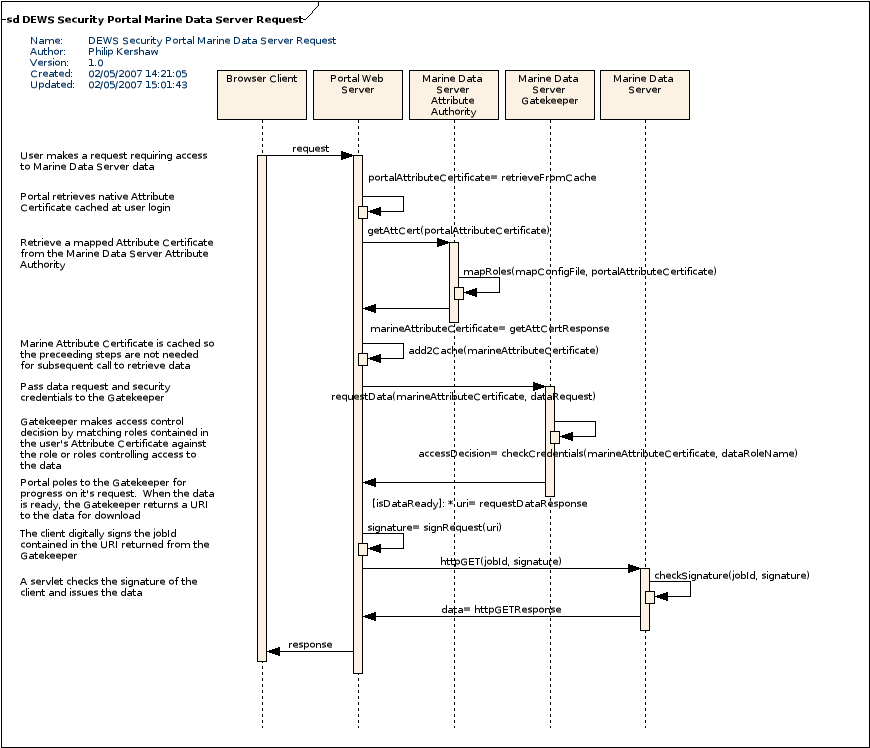 sd DEWS Security Portal Marine Data Server Request
Name: DEWS Security Portal Marine Data Server Request
Author: Philip Kershaw
Version: 1.0
Created: 02/05/2007 14:21:05
Updated: 02/05/2007 15:01:43
Browser Client
Portal Web
Server
Marine Data
Server
Attribute
Authority
Marine Data
Server
Gatekeeper
Marine Data
Server
User makes a request requiring access
to Marine Data Server data
request
portalAttributeCertificate= retrieveFromCache
Portal retrieves native Attribute
Certificate cached at user login
getAttCert(portalAttributeCertificate)
Retrieve a mapped Attribute Certificate
from the Marine Data Server Attribute
Authority
mapRoles(mapConfigFile, portalAttributeCertificate)
marineAttributeCertificate= getAttCertResponse
Marine Attribute Certificate is cached so
the preceeding steps are not needed
for subsequent call to retrieve data
add2Cache(marineAttributeCertificate)
Pass data request and security
credentials to the Gatekeeper
requestData(marineAttributeCertificate, dataRequest)
Gatekeeper makes access control
decision by matching roles contained in
the user's Attribute Certificate against
the role or roles controlling access to
the data
accessDecision= checkCredentials(marineAttributeCertificate, dataRoleName)
Portal poles to the Gatekeeper for
progress on it's request.  When the data
is ready, the Gatekeeper returns a URI
to the data for download
[isDataReady]: *.uri= requestDataResponse
signature= signRequest(uri)
The client digitally signs the jobId
contained in the URI returned from the
Gatekeeper
httpGET(jobId, signature)
A servlet checks the signature of the
client and issues the data
checkSignature(jobId, signature)
data= httpGETResponse
response